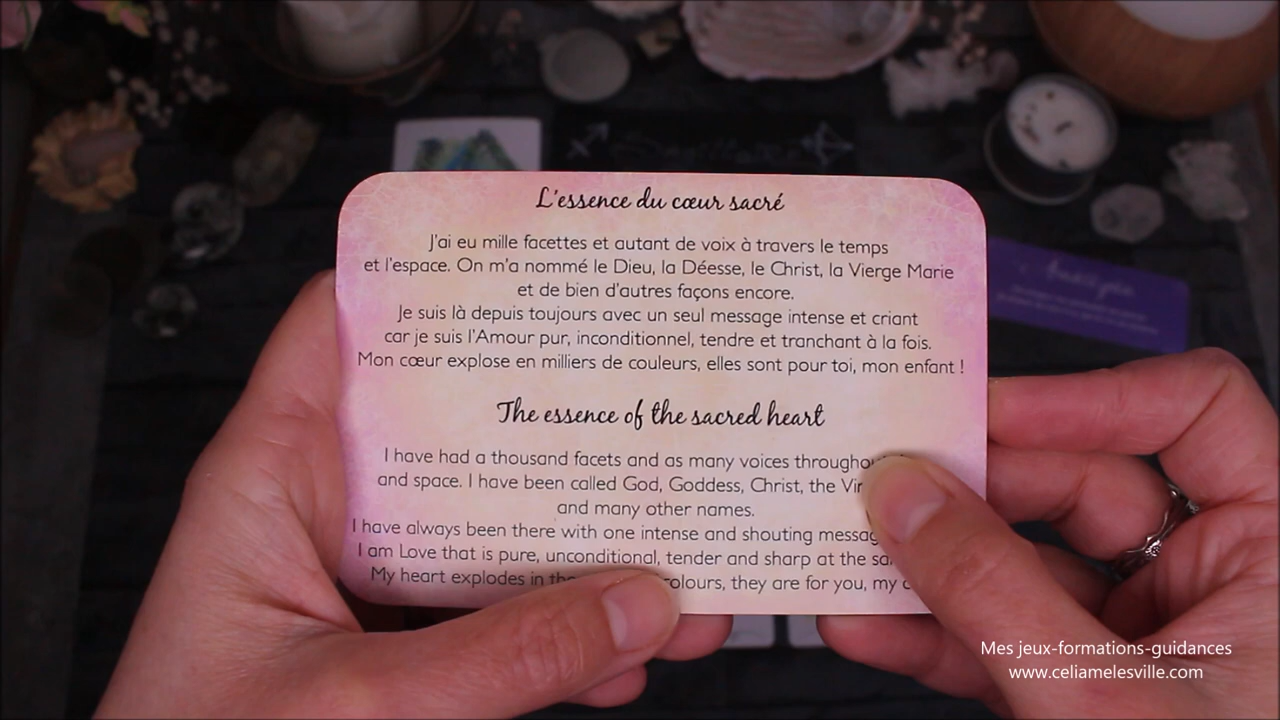 L'essence du cœur sacré
J'ai eu mille facettes et autant de voix à travers le temps
et l'espace. On m'a nommé le Dieu, la Déesse, le Christ, la Vierge Marie
et de bien d'autres façons encore.
Je suis là depuis toujours avec un seul message intense et criant
car je suis l'Amour pur, inconditionnel, tendre et tranchant à la fois.
Mon cœur explose en milliers de couleurs, elles sont pour toi, mon enfant !
The essence of the sacred heart
I have had a thousand facets and as many voices
and space. I have been called God, Goddess, Christ, the
and many other names.
I have always been there with one intense and shouting
I am Love that is pure, unconditional, tender and sharp at the
My heart explodes in they are for you, my
Mes jeux-formations-guidances
www.celiamelesville.com